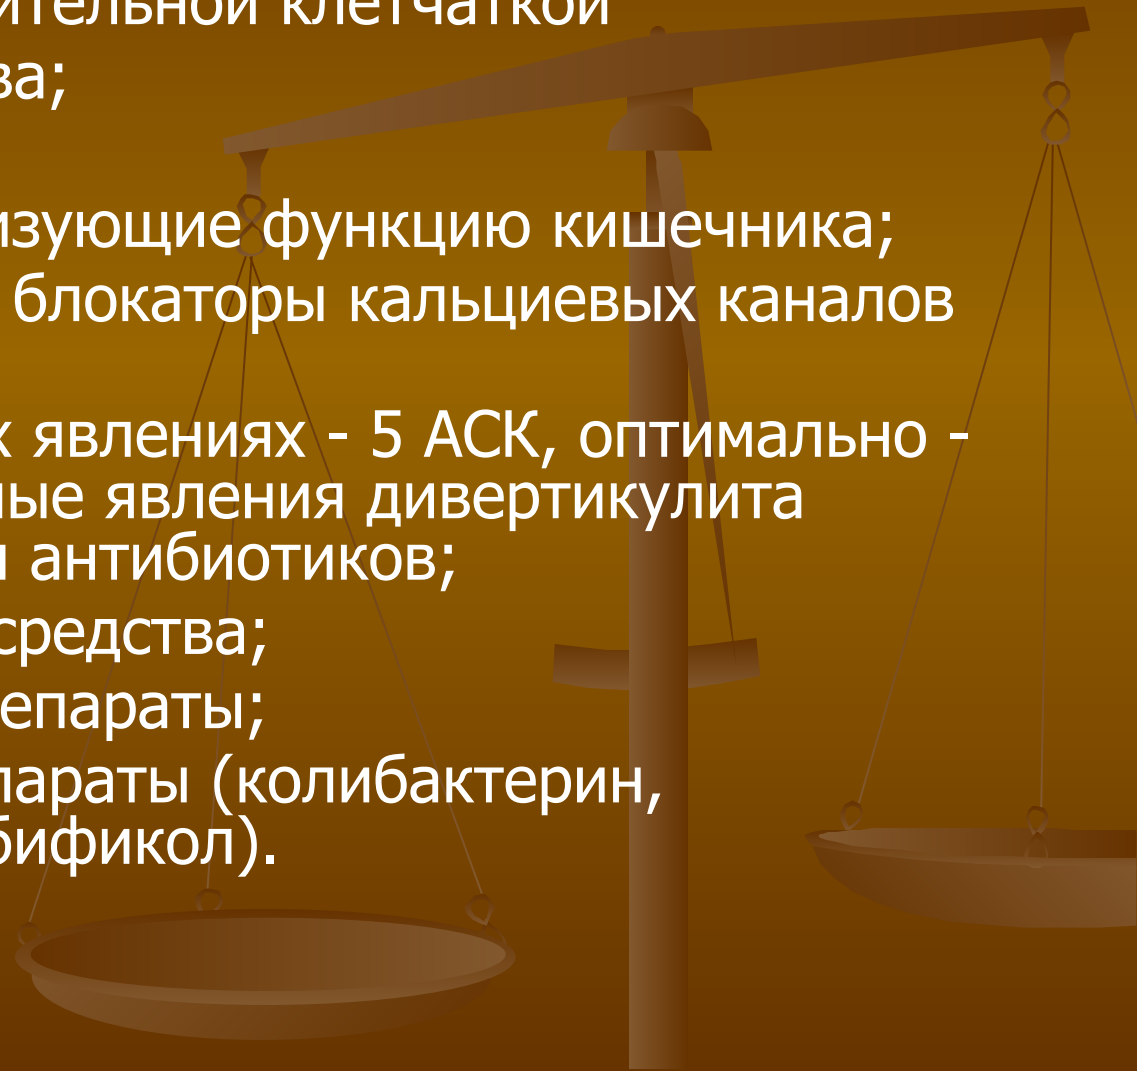 ительной клетчаткой
ва;
изующие функцию кишечника;
блокаторы кальциевых каналов
х явлениях - 5 АСК, оптимально -
ные явления дивертикулита
и антибиотиков;
средства;
епараты;
параты (колибактерин,
бификол).